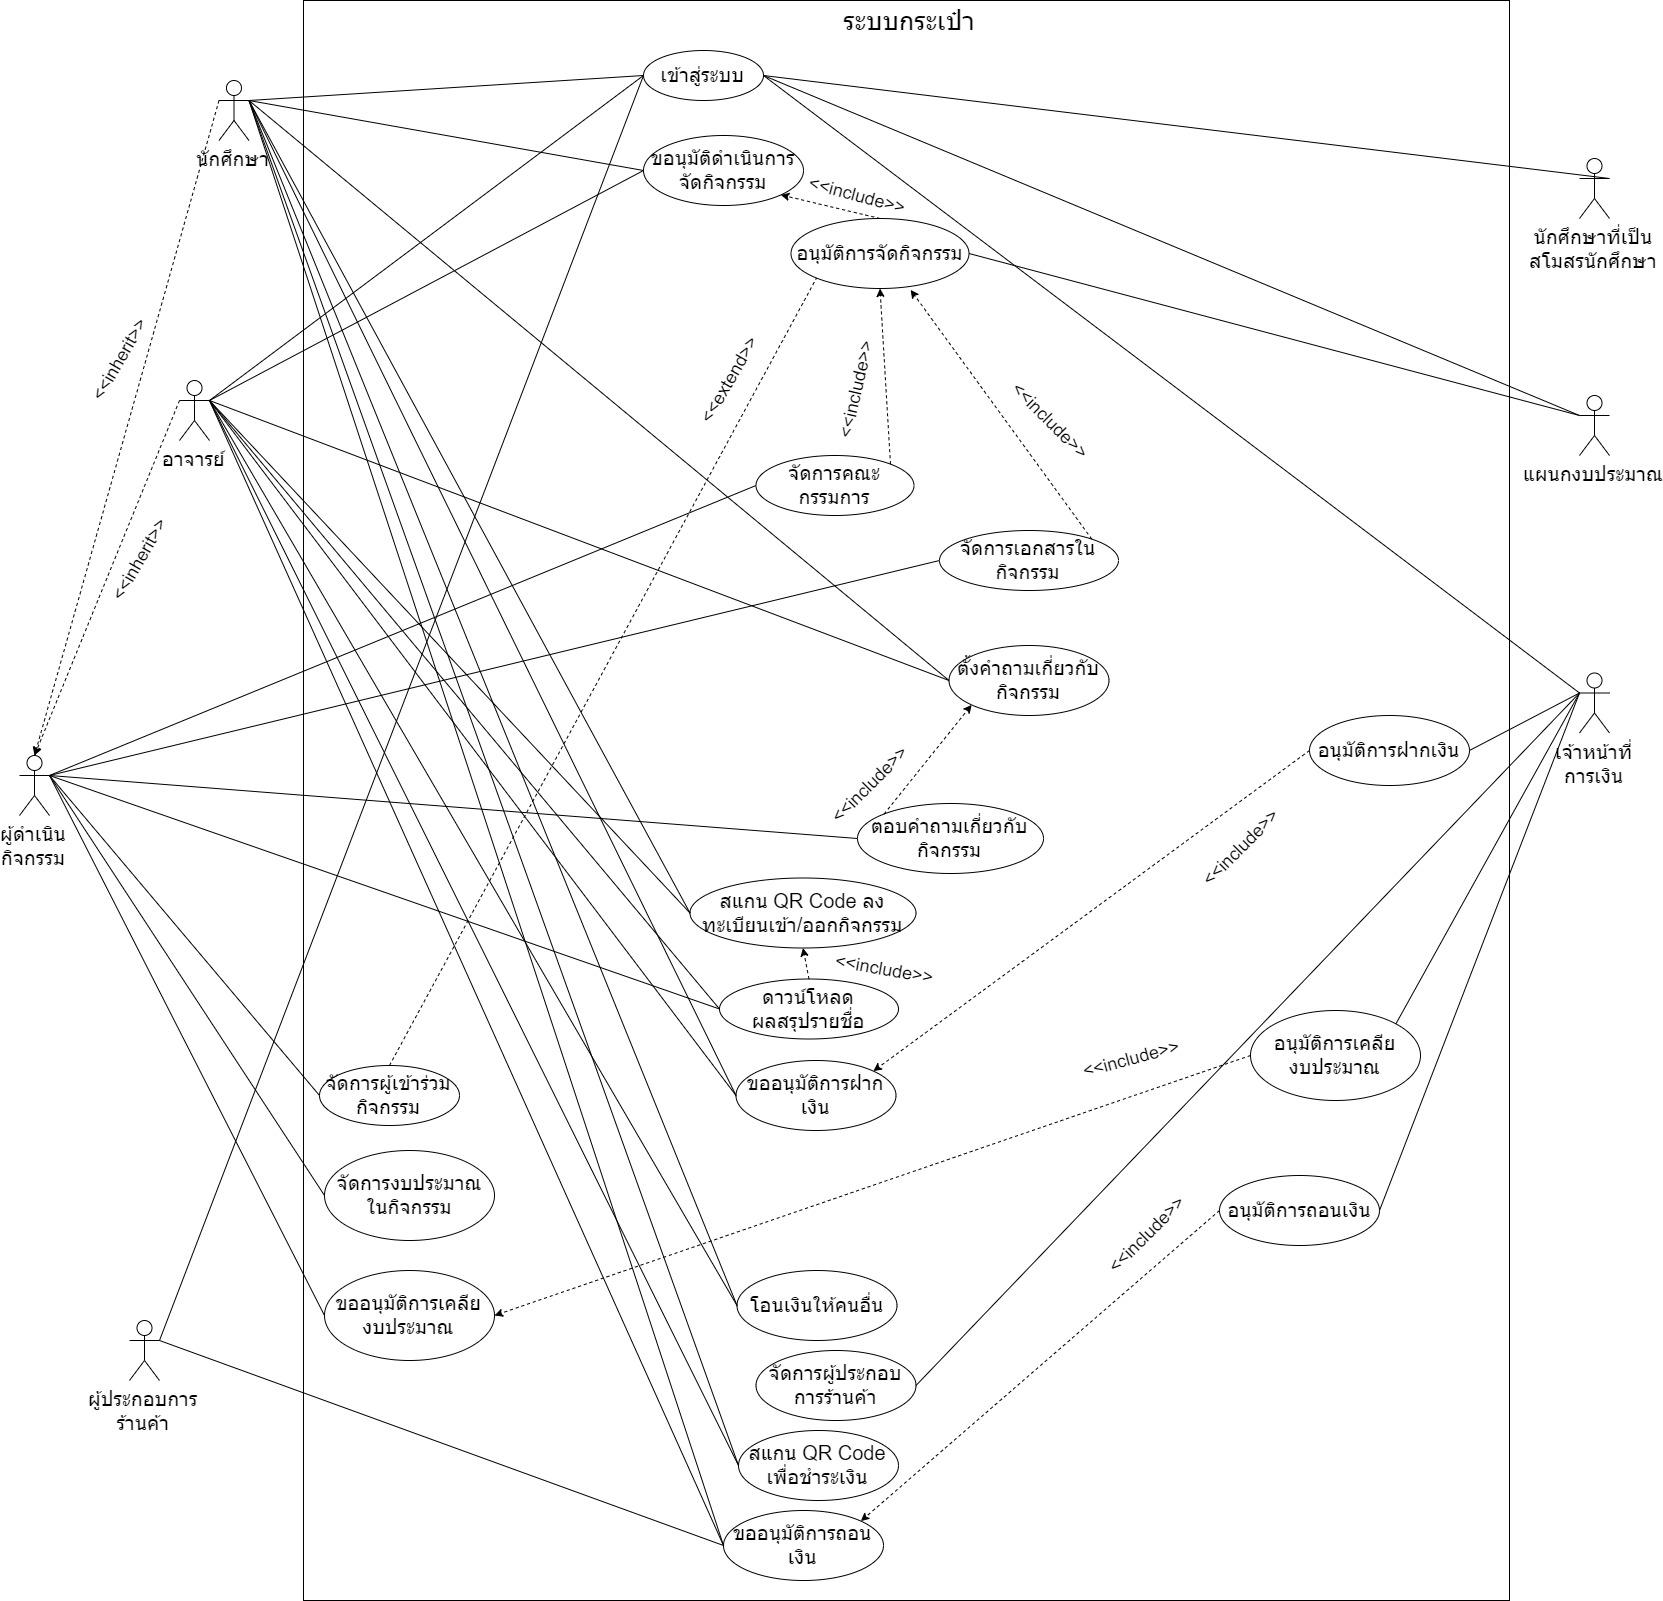 ระบบกระเป๋า
เข้าสู่ระบบ
นักศึกษา
ขอนุมัติดำเนินการ
จัดกิจกรรม
<<include>>
นักศึกษาที่เป็น
สโมสรนักศึกษา
อนุมัติการจัดกิจกรรม
<<inherit>>
<<extend>>
<<include>>
<<include>>
อาจารย์
แผนกงบประมาณ
จัดการคณะ
กรรมการ
<<inherit>>
จัดการเอกสารใน
กิจกรรม
ตั้งคำถามเกี่ยวกับ
กิจกรรม
อนุมัติการฝากเงิน
เจ้าหน้าที่
การเงิน
<<include>>
ผู้ดำเนิน
กิจกรรม
ตอบคำถามเกี่ยวกับ
กิจกรรม
<<include>>
สแกน QR Code ลง
ทะเบียนเข้า/ออกกิจกรรม
<<include>>
ดาวน์โหลด
ผลสรุปรายชื่อ
อนุมัติการเคลีย
งบประมาณ
<<include>>
จัดการผู้เข้าร่วม
กิจกรรม
ขออนุมัติการฝาก
เงิน
จัดการงบประมาณ
ในกิจกรรม
อนุมัติการถอนเงิน
<<include>>
ขออนุมัติการเคลีย
งบประมาณ
โอนเงินให้คนอื่น
ผู้ประกอบการ
ร้านค้า
จัดการผู้ประกอบ
การร้านค้า
สแกน QR Code
เพื่อชำระเงิน
ขออนุมัติการถอน
เงิน